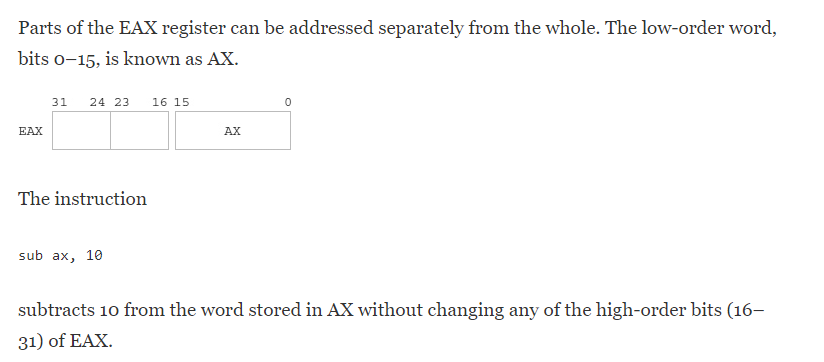 Parts of the EAX register can be addressed separately from the whole. The low-order word,
bits 0–15, is known as AX.
31 24 23 16 15 0
EAX AX
The instruction
sub ax, 10
subtracts 10 from the word stored in AX without changing any of the high-order bits (16–
31) of EAX.